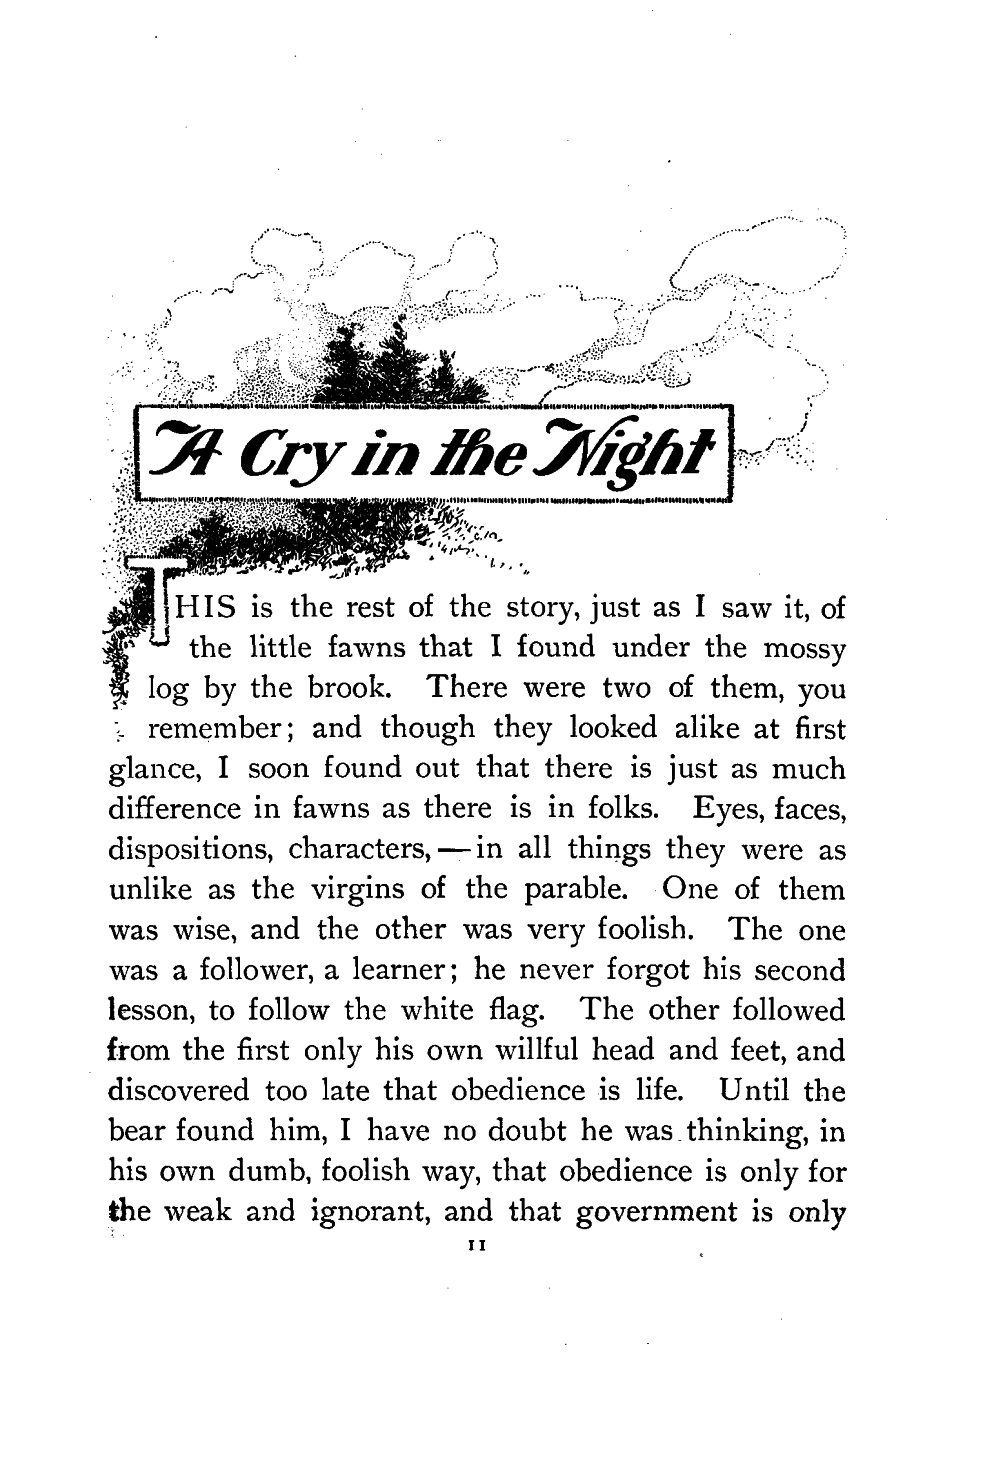 A Cry in the Night
THIS is the rest of the story, just as I saw it, of
the little fawns that I found under the mossy
log by the brook. There were two of them, you
remember; and though they looked alike at first
glance, I soon found out that there is just as much
difference in fawns as there is in folks. Eyes, faces,
dispositions, characters,—in all things they were as
unlike as the virgins of the parable. One of them
was wise, and the other was very foolish. The one
was a follower, a learner; he never forgot his second
lesson, to follow the white flag. The other followed
from the first only his own willful head and feet, and
discovered too late that obedience is life. Until the
bear found him, I have no doubt he was thinking, in
his own dumb, foolish way, that obedience is only for
the weak and ignorant, and that government is only
11